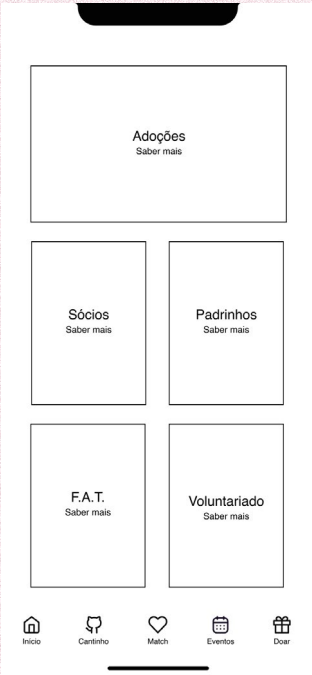 Adoções
Saber mais
Sócios
Saber mais
Padrinhos
Saber mais
F.A.T.
Saber mais
Voluntariado
Saber mais
Início
Cantinho
Match
Eventos
Doar